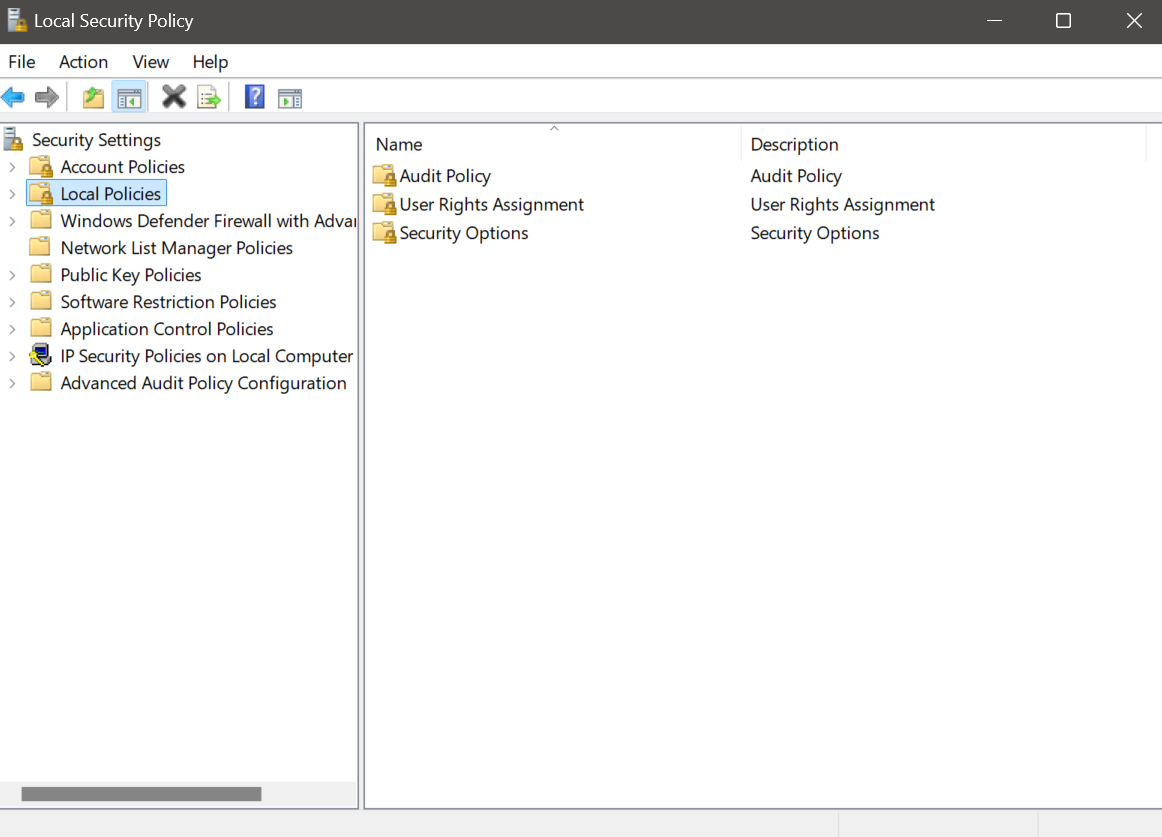 Local Security Policy
File Action View Help
Security Settings
Account Policies
Local Policies
Windows Defender Firewall with Adva
Network List Manager Policies
Public Key Policies
Software Restriction Policies
Application Control Policies
IP Security Policies on Local Computer
Advanced Audit Policy Configuration
Name Description
Audit Policy Audit Policy
User Rights Assignment User Rights Assignment
Security Options Security Options